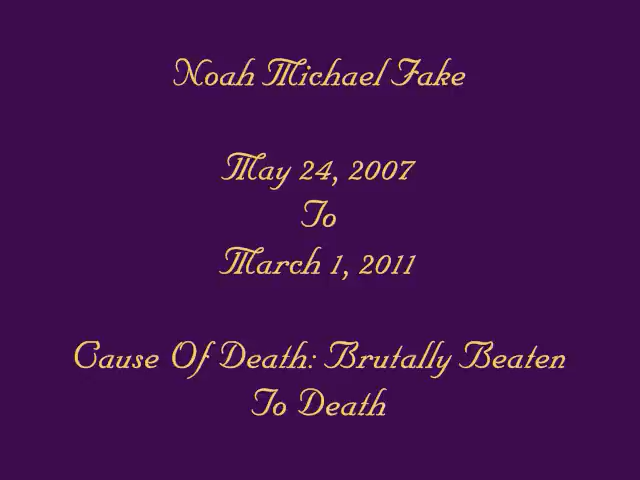 Noah Michael Fake
May 24, 2007
To
March 1, 2011
Cause Of Death: Brutally Beaten
To Death